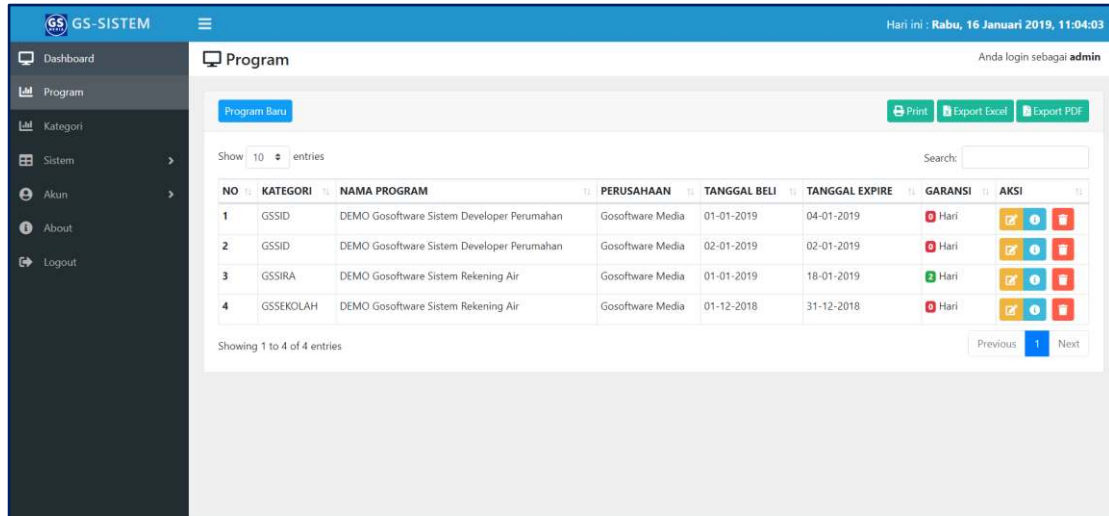 GS GS-SISTEM
Hari ini : Rabu, 16 Januari 2019, 11:04:03
Dashboard
Program
Kategori
Sistem
Akun
About
Logout
Program
Anda login sebagai admin
Program Baru
Print Export Excel Export PDF
Show 10 entries
Search:
NO KATEGORI NAMA PROGRAM PERUSAHAAN TANGGAL BELI TANGGAL EXPIRE GARANSI AKSI
1 GSSID DEMO Gosoftware Sistem Developer Perumahan Gosoftware Media 01-01-2019 04-01-2019 0 Hari
2 GSSID DEMO Gosoftware Sistem Developer Perumahan Gosoftware Media 02-01-2019 02-01-2019 0 Hari
3 GSSIRA DEMO Gosoftware Sistem Rekening Air Gosoftware Media 01-01-2019 18-01-2019 2 Hari
4 GSSEKOLAH DEMO Gosoftware Sistem Rekening Air Gosoftware Media 01-12-2018 31-12-2018 0 Hari
Showing 1 to 4 of 4 entries
Previous 1 Next